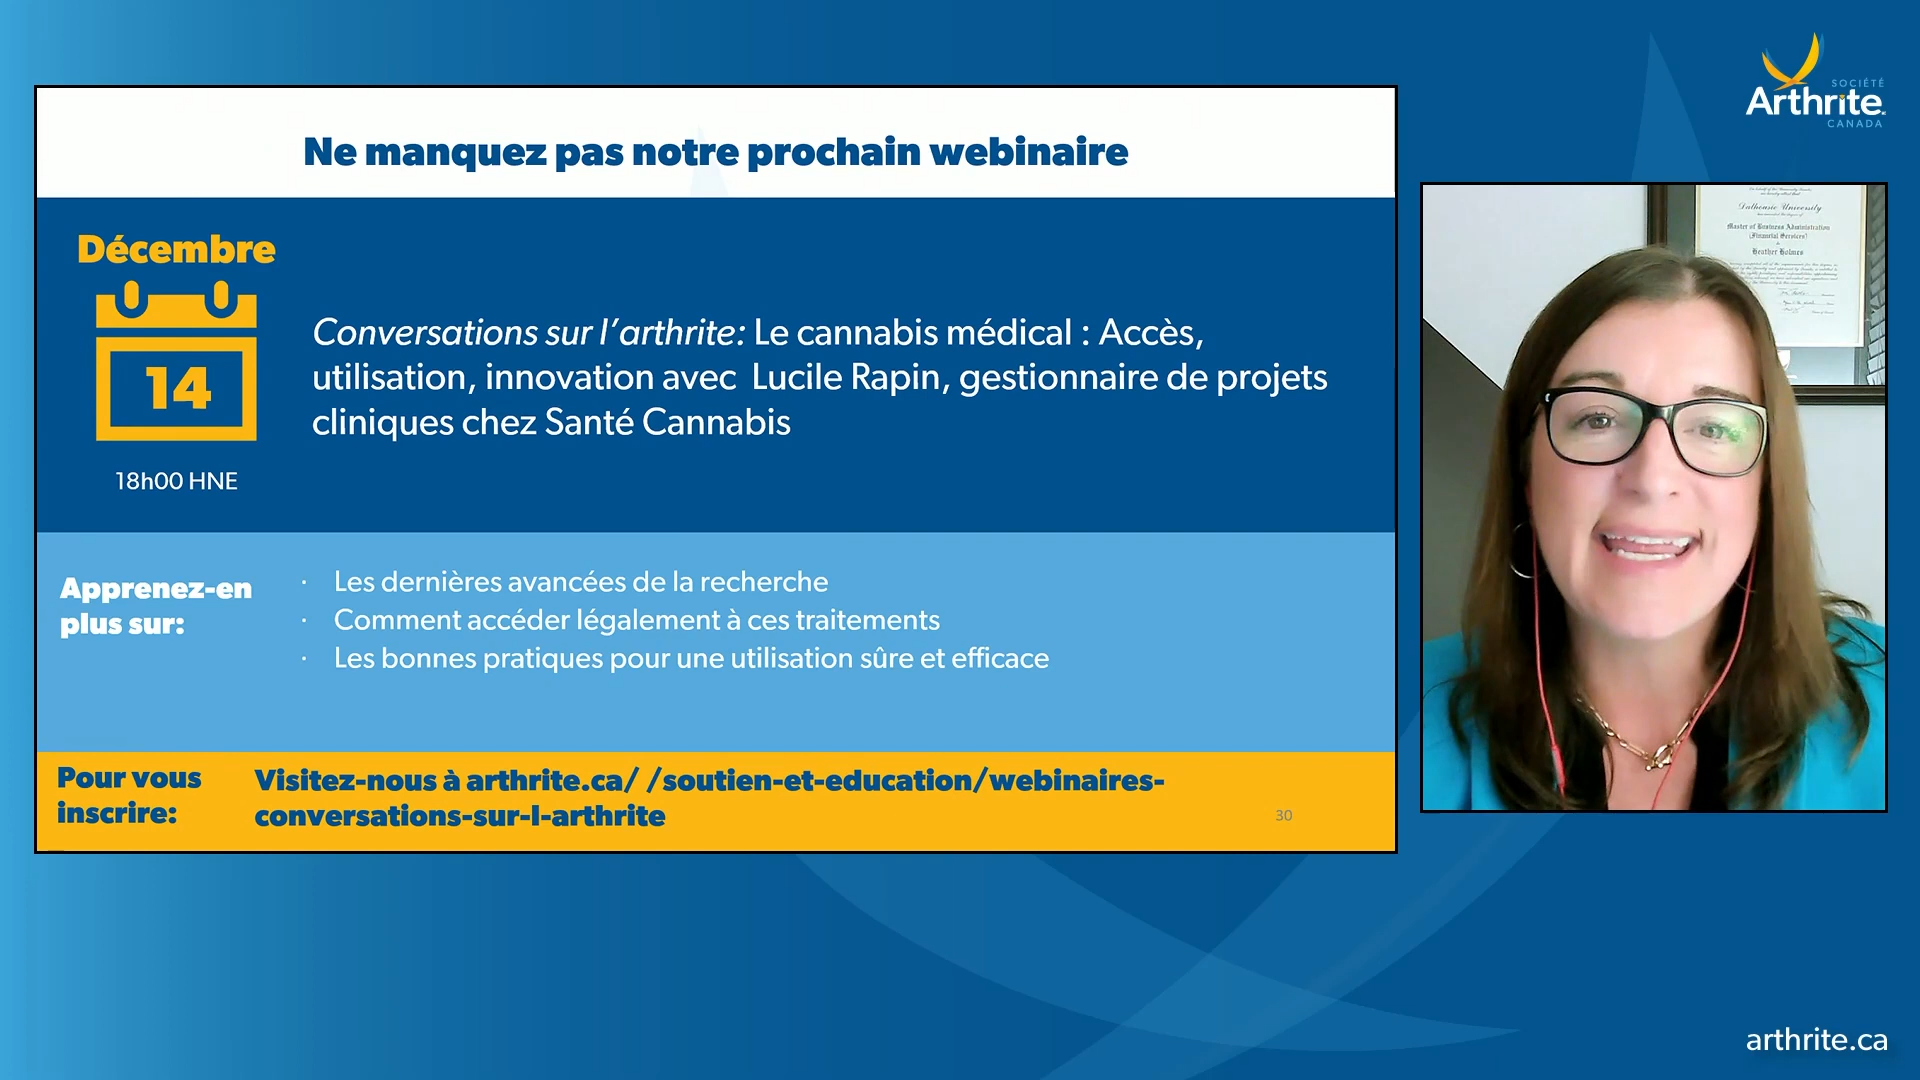 SOCIÉTÉ
Arthrite
CANADA
Ne manquez pas notre prochain webinaire
Décembre
14
18h00 HNE
Conversations sur l’arthrite: Le cannabis médical : Accès,
utilisation, innovation avec Lucile Rapin, gestionnaire de projets
cliniques chez Santé Cannabis
Apprenez-en
plus sur:
· Les dernières avancées de la recherche
· Comment accéder légalement à ces traitements
· Les bonnes pratiques pour une utilisation sûre et efficace
Pour vous
inscrire:
Visitez-nous à arthrite.ca/ /soutien-et-education/webinaires-
conversations-sur-l-arthrite
30
Dalhousie University
Master of Business Administration
(Financial Services)
Heather Holmes
arthrite.ca